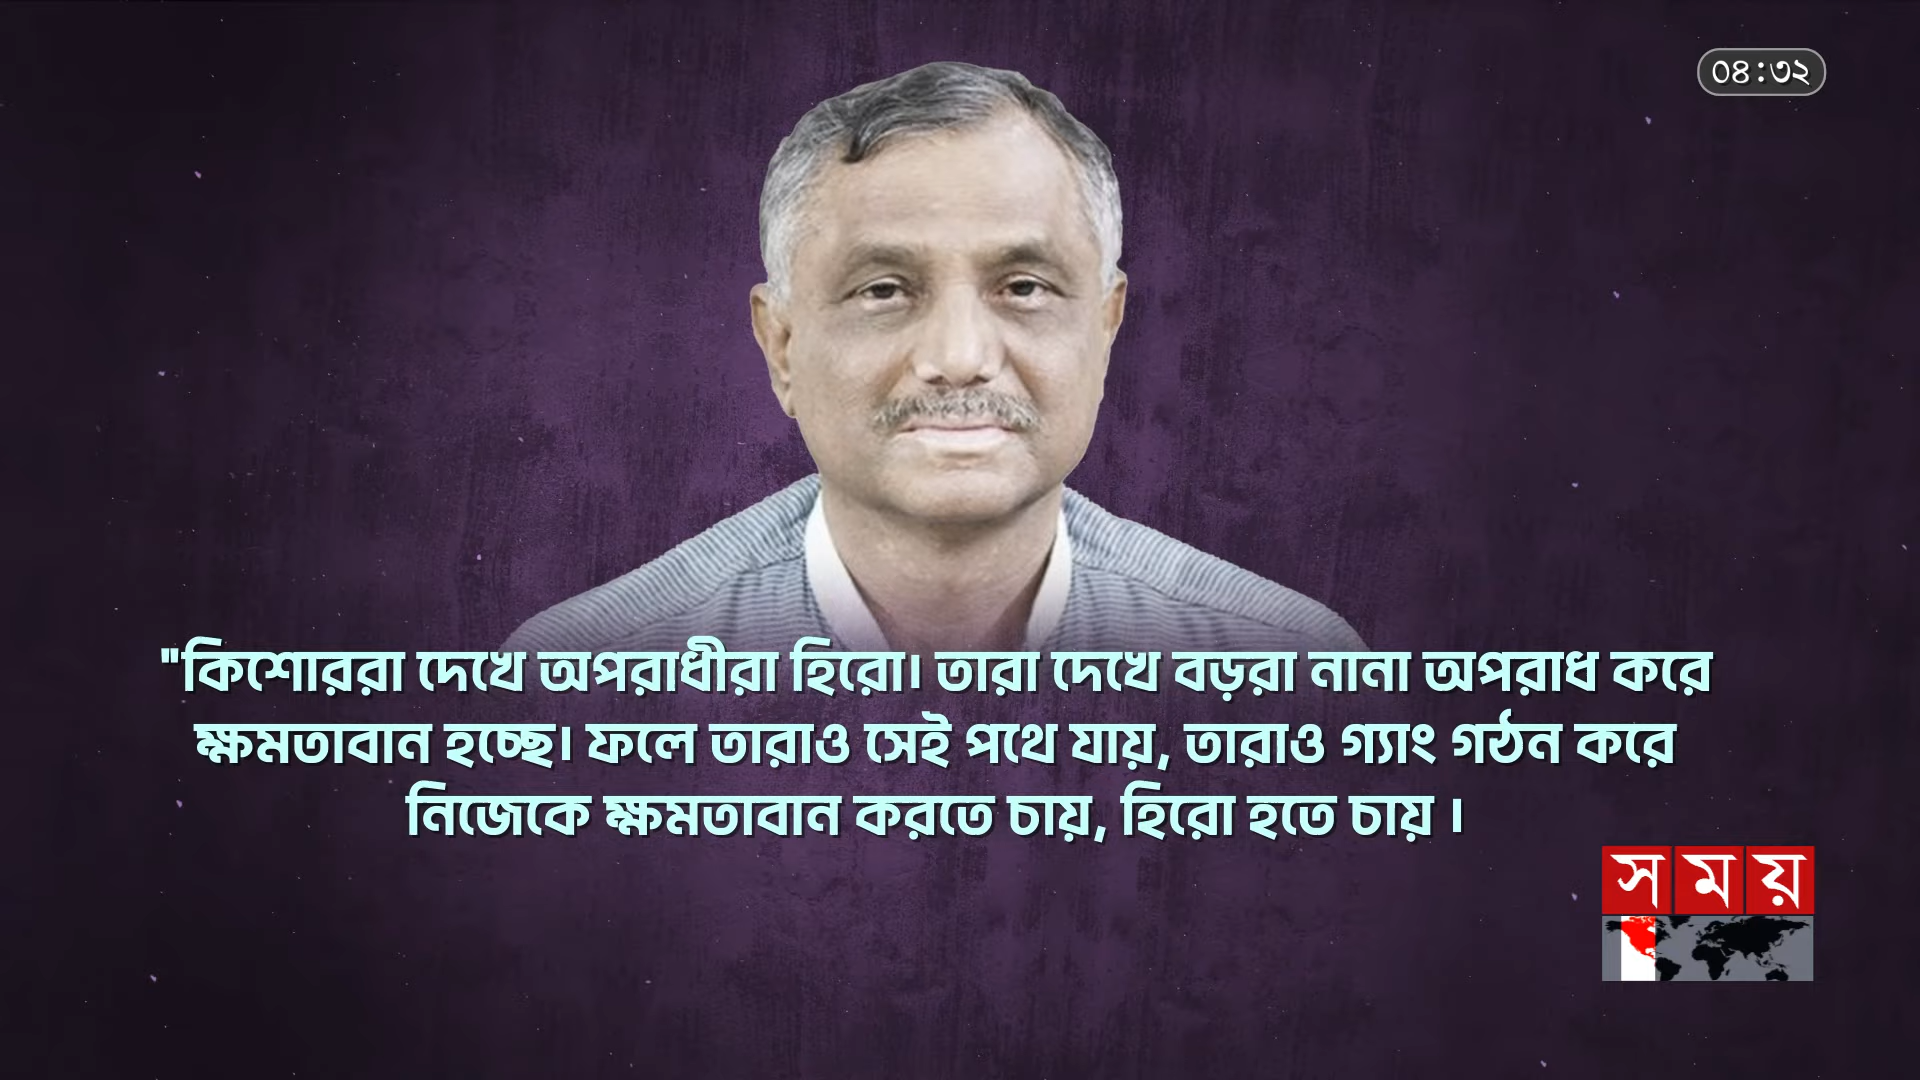 ০৪:৩২
"কিশোররা দেখে অপরাধীরা হিরো। তারা দেখে বড়রা নানা অপরাধ করে
ক্ষমতাবান হচ্ছে। ফলে তারাও সেই পথে যায়, তারাও গ্যাং গঠন করে
নিজেকে ক্ষমতাবান করতে চায়, হিরো হতে চায় ।
সময়